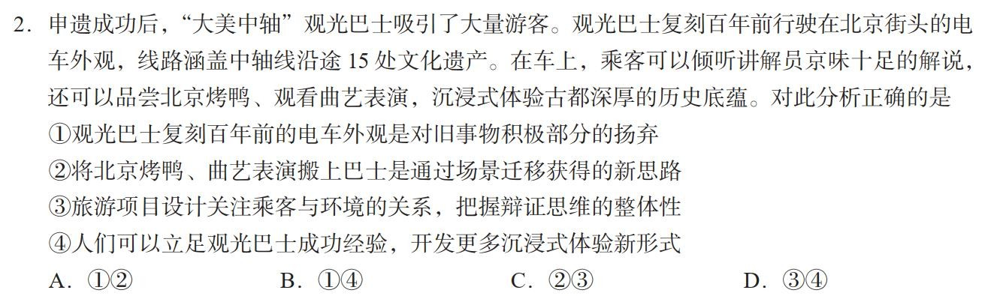 2．申遗成功后，“大美中轴”观光巴士吸引了大量游客。观光巴士复刻百年前行驶在北京街头的电
车外观，线路涵盖中轴线沿途 15 处文化遗产。在车上，乘客可以倾听讲解员京味十足的解说，
还可以品尝北京烤鸭、观看曲艺表演，沉浸式体验古都深厚的历史底蕴。对此分析正确的是
①观光巴士复刻百年前的电车外观是对旧事物积极部分的扬弃
②将北京烤鸭、曲艺表演搬上巴士是通过场景迁移获得的新思路
③旅游项目设计关注乘客与环境的关系，把握辩证思维的整体性
④人们可以立足观光巴士成功经验，开发更多沉浸式体验新形式
A．①② B．①④ C．②③ D．③④